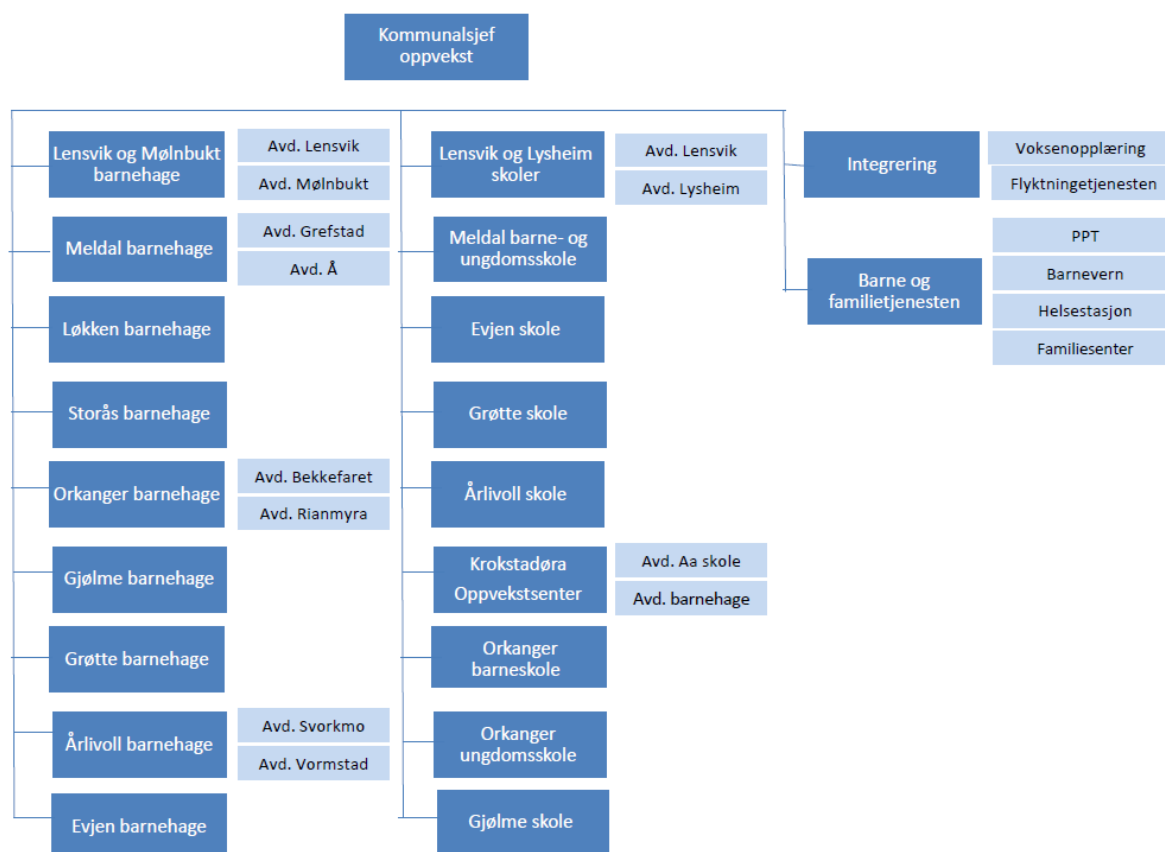 Kommunalsjef
oppvekst
Lensvik og Mølnbukt
barnehage
Avd. Lensvik
Avd. Mølnbukt
Meldal barnehage
Avd. Grefstad
Avd. Å
Løkken barnehage
Storås barnehage
Orkanger barnehage
Avd. Bekkefaret
Avd. Rianmyra
Gjølme barnehage
Grøtte barnehage
Årlivoll barnehage
Avd. Svorkmo
Avd. Vormstad
Evjen barnehage
Lensvik og Lysheim
skoler
Avd. Lensvik
Avd. Lysheim
Meldal barne- og
ungdomsskole
Evjen skole
Grøtte skole
Årlivoll skole
Krokstadøra
Oppvekstsenter
Avd. Aa skole
Avd. barnehage
Orkanger
barneskole
Orkanger
ungdomsskole
Gjølme skole
Integrering
Voksenopplæring
Flyktningetjenesten
Barne og
familietjenesten
PPT
Barnevern
Helsestasjon
Familiesenter